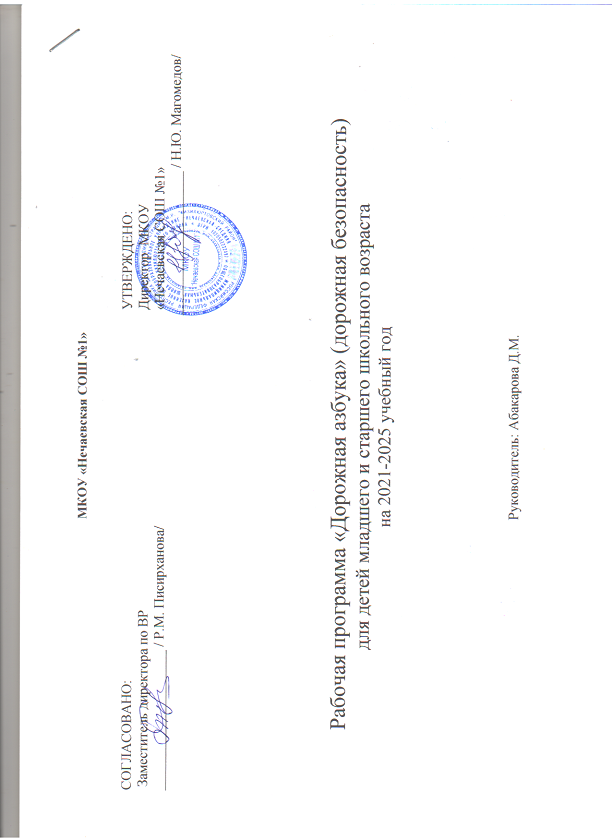 МКОУ «Нечаевская СОШ №1»
СОГЛАСОВАНО:
Заместитель директора по ВР
/ Р.М. Писирханова/
УТВЕРЖДЕНО:
Директор МКОУ
«Нечаевская СОШ №1»
/ Н.Ю. Магомедов/
Рабочая программа «Дорожная азбука» (дорожная безопасность)
для детей младшего и старшего школьного возраста
на 2021-2025 учебный год
Руководитель: Абакарова Д.М.